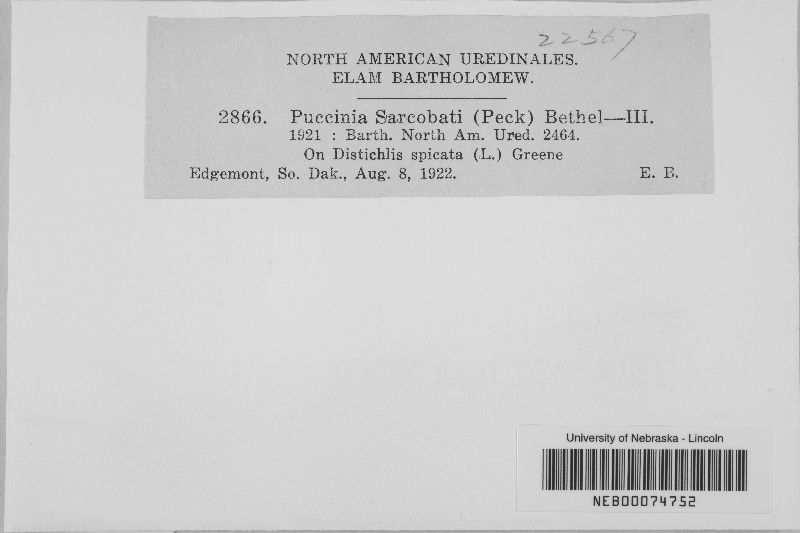 22567
NORTH AMERICAN UREDINALES.
ELAM BARTHOLOMEW.
2866. Puccinia Sarcobati (Peck) Bethel—III.
1921 : Barth. North Am. Ured. 2464.
On Distichlis spicata (L.) Greene
Edgemont, So. Dak., Aug. 8, 1922. E. B.
University of Nebraska - Lincoln
NEB00074752